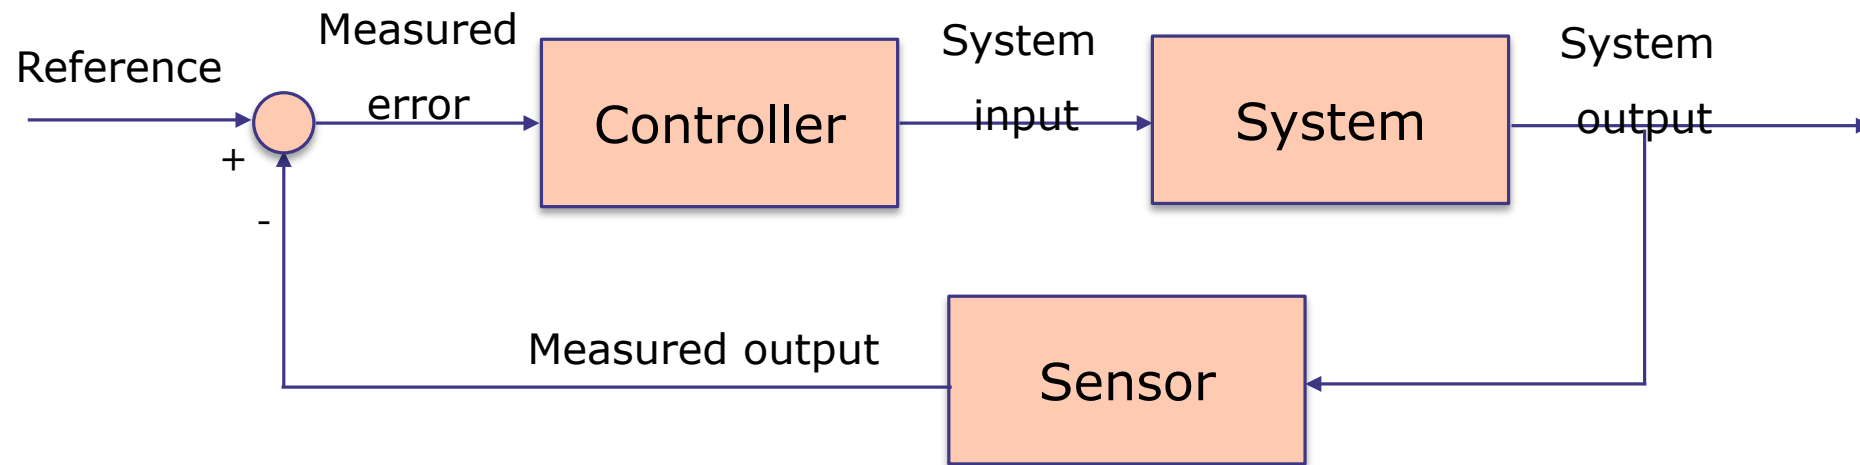 Reference
Measured
error
Controller
System
input
System
System
output
+
-
Measured output
Sensor